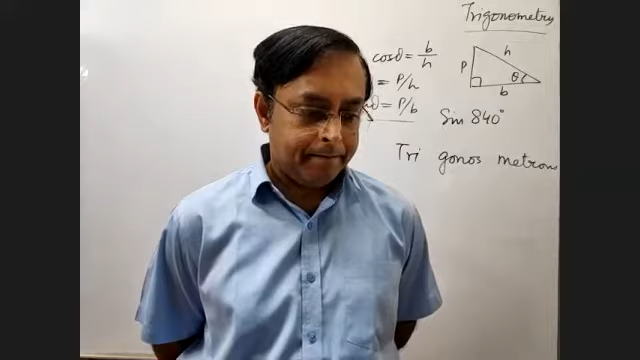 Trigonometry
cosθ = b/h
= P/h
θ = P/b
P
h
θ
b
Sin 840°
Tri gonos metron